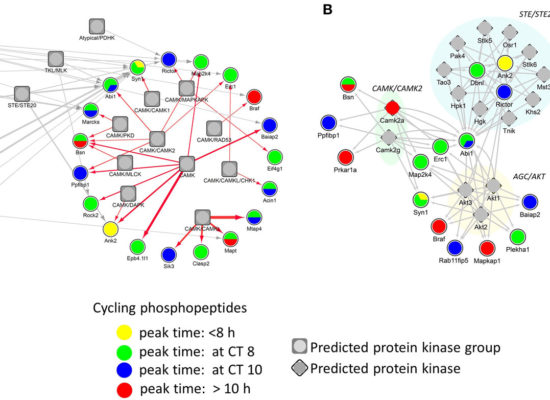 Atypical/PDHK
TKL/MLK
STE/STE20
Syn1
Rictor
Map2k4
Erc1
Abi1
CAMK/CAMK1
CAMK/MAPKAPK
Braf
Marcks
CAMK/PKD
CAMK/RAD53
Baiap2
Bsn
CAMK/CAMK2
Eif4g1
Ppfibp1
CAMK/MLCK
CAMK
CAMK/CAMKL/CHK1
Acin1
Rock2
CAMK/DAPK
Ank2
Mtap4
Epb4.1l1
Sik3
Clasp2
Mapt
B
STE/STE2
Stk5
Osr1
Pak4
Stk6
Tao3
Dbnl
Ank2
Mst3
Hpk1
Rictor
Khs2
Hgk
Tnik
CAMK/CAMK2
Bsn
Camk2a
Ppfibp1
Camk2g
Abi1
Erc1
Prkar1a
Map2k4
AGC/AKT
Syn1
Akt3
Akt1
Baiap2
Akt2
Braf
Plekha1
Rab11fip5
Mapkap1
Cycling phosphopeptides
peak time: <8 h
peak time: at CT 8
peak time: at CT 10
peak time: > 10 h
Predicted protein kinase group
Predicted protein kinase